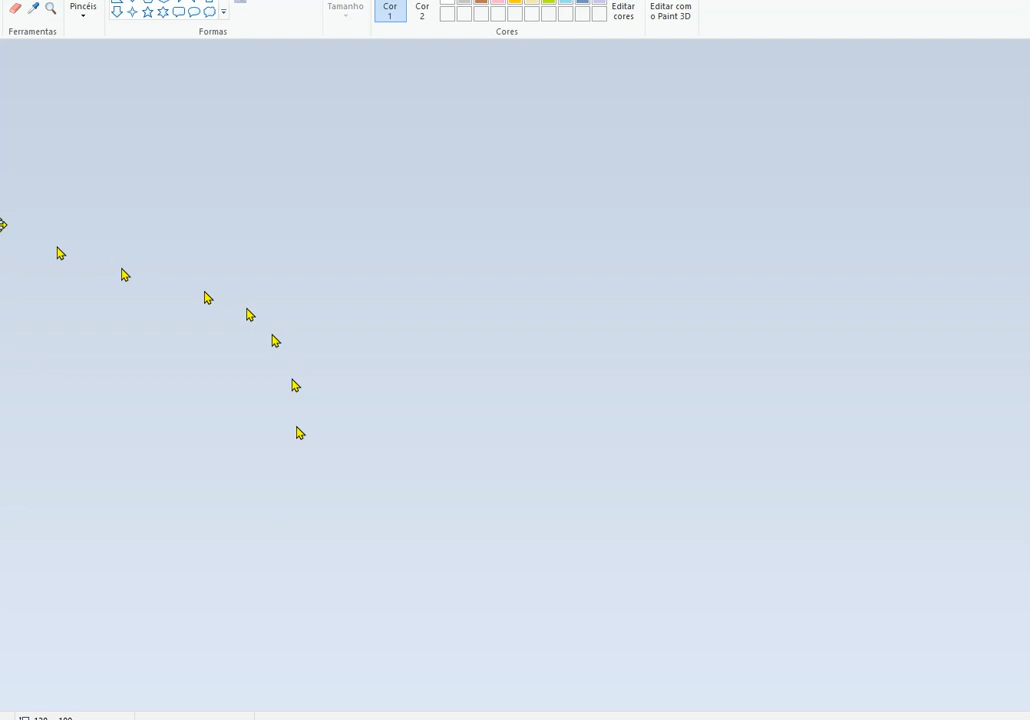 Pincéis
Tamanho
Cor
1
Cor
2
Editar
cores
Editar com
o Paint 3D
Ferramentas
Formas
Cores